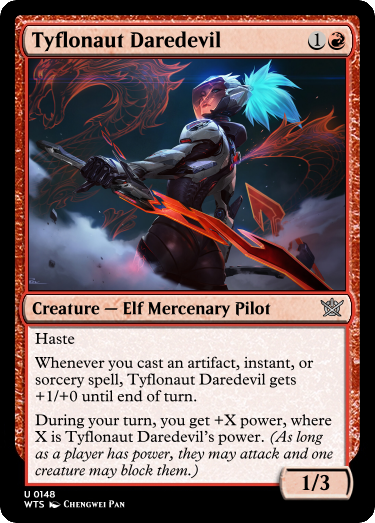 Tyflonaut Daredevil 1
Creature — Elf Mercenary Pilot
Haste
Whenever you cast an artifact, instant, or
sorcery spell, Tyflonaut Daredevil gets
+1/+0 until end of turn.
During your turn, you get +X power, where
X is Tyflonaut Daredevil's power. (As long
as a player has power, they may attack and one
creature may block them.)
1/3
U 0148
WTS Chengwei Pan